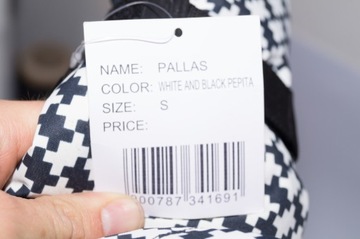 NAME: PALLAS
COLOR: WHITE AND BLACK PEPITA
SIZE: S
PRICE:
00787 341691